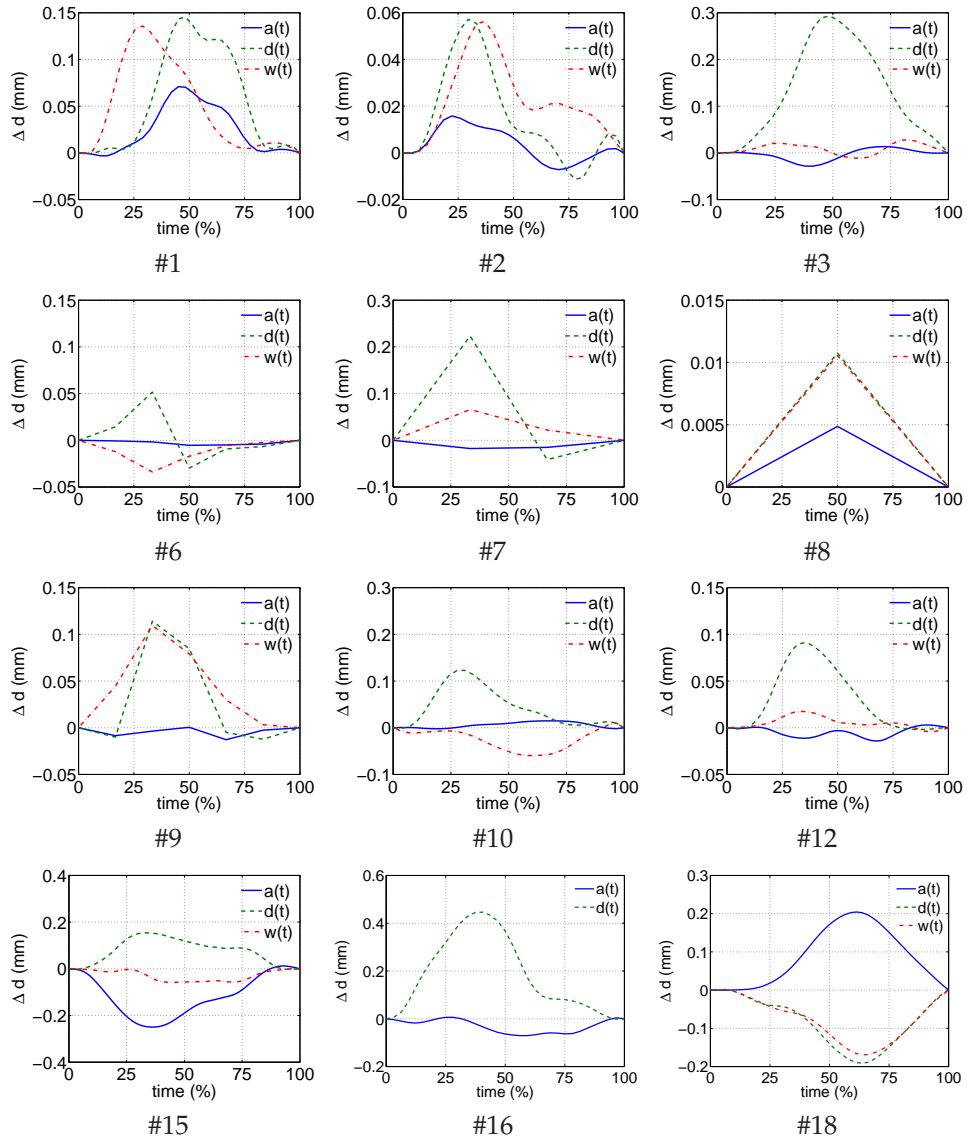 0.15
0.1
0.05
0
−0.05
Δ d (mm)
a(t)
d(t)
w(t)
0 25 50 75 100
time (%)
#1
0.06
0.04
0.02
0
−0.02
Δ d (mm)
a(t)
d(t)
w(t)
0 25 50 75 100
time (%)
#2
0.3
0.2
0.1
0
−0.1
Δ d (mm)
a(t)
d(t)
w(t)
0 25 50 75 100
time (%)
#3
0.15
0.1
0.05
0
−0.05
Δ d (mm)
a(t)
d(t)
w(t)
0 25 50 75 100
time (%)
#6
0.3
0.2
0.1
0
−0.1
Δ d (mm)
a(t)
d(t)
w(t)
0 25 50 75 100
time (%)
#7
0.015
0.01
0.005
0
Δ d (mm)
a(t)
d(t)
w(t)
0 25 50 75 100
time (%)
#8
0.15
0.1
0.05
0
−0.05
Δ d (mm)
a(t)
d(t)
w(t)
0 25 50 75 100
time (%)
#9
0.3
0.2
0.1
0
−0.1
Δ d (mm)
a(t)
d(t)
w(t)
0 25 50 75 100
time (%)
#10
0.15
0.1
0.05
0
−0.05
Δ d (mm)
a(t)
d(t)
w(t)
0 25 50 75 100
time (%)
#12
0.4
0.2
0
−0.2
−0.4
Δ d (mm)
a(t)
d(t)
w(t)
0 25 50 75 100
time (%)
#15
0.6
0.4
0.2
0
−0.2
Δ d (mm)
a(t)
d(t)
0 25 50 75 100
time (%)
#16
0.3
0.2
0.1
0
−0.1
−0.2
Δ d (mm)
a(t)
d(t)
w(t)
0 25 50 75 100
time (%)
#18